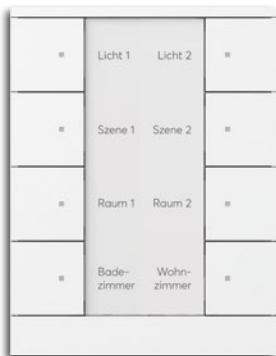 Licht 1 Licht 2
Szene 1 Szene 2
Raum 1 Raum 2
Bade- Wohn-
zimmer zimmer